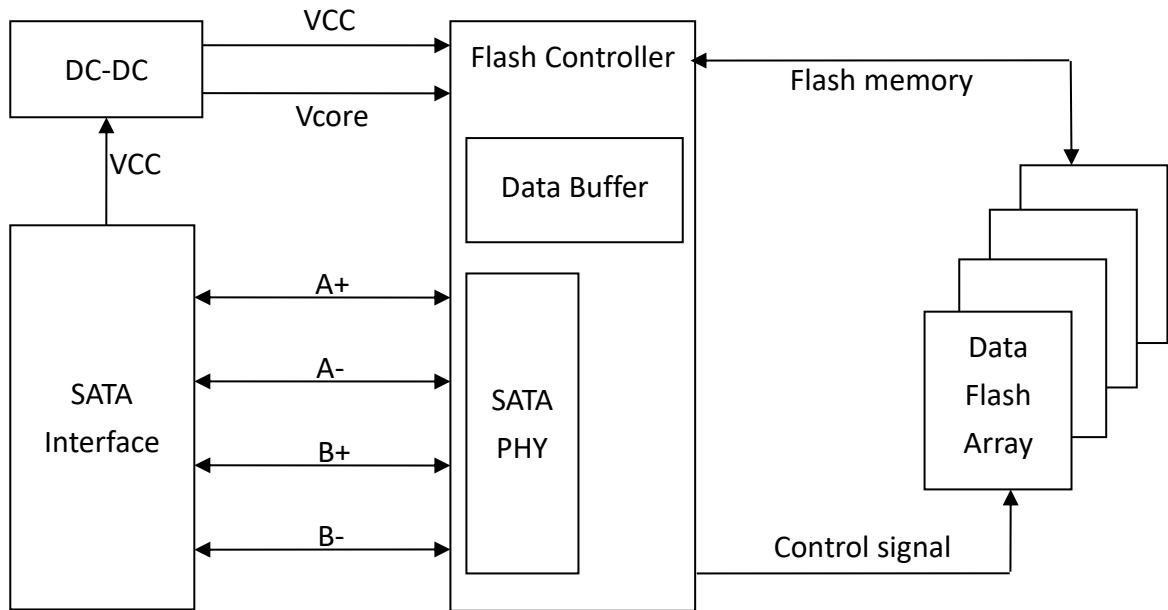 VCC
DC-DC
Flash Controller
Flash memory
Vcore
VCC
Data Buffer
A+
A-
SATA
Interface
SATA
PHY
B+
B-
Data
Flash
Array
Control signal